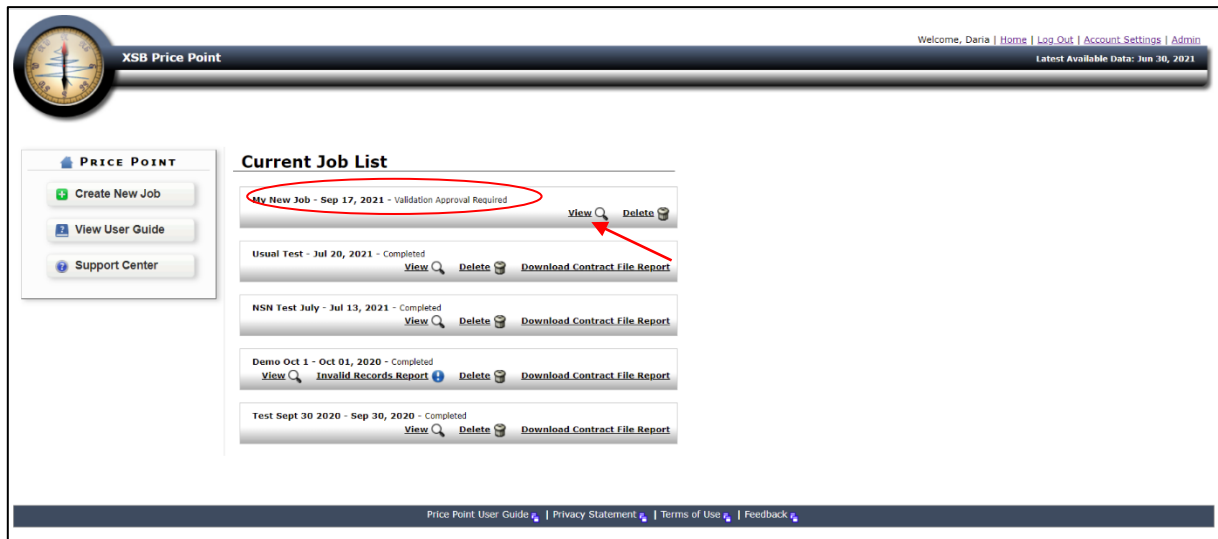 Welcome, Daria | Home | Log Out | Account Settings | Admin
XSB Price Point
Latest Available Data: Jun 30, 2021
PRICE POINT
Create New Job
View User Guide
Support Center
Current Job List
My New Job - Sep 17, 2021 - Validation Approval Required
View Delete
Usual Test - Jul 20, 2021 - Completed
View Delete Download Contract File Report
NSN Test July - Jul 13, 2021 - Completed
View Delete Download Contract File Report
Demo Oct 1 - Oct 01, 2020 - Completed
View Invalid Records Report Delete Download Contract File Report
Test Sept 30 2020 - Sep 30, 2020 - Completed
View Delete Download Contract File Report
Price Point User Guide | Privacy Statement | Terms of Use | Feedback